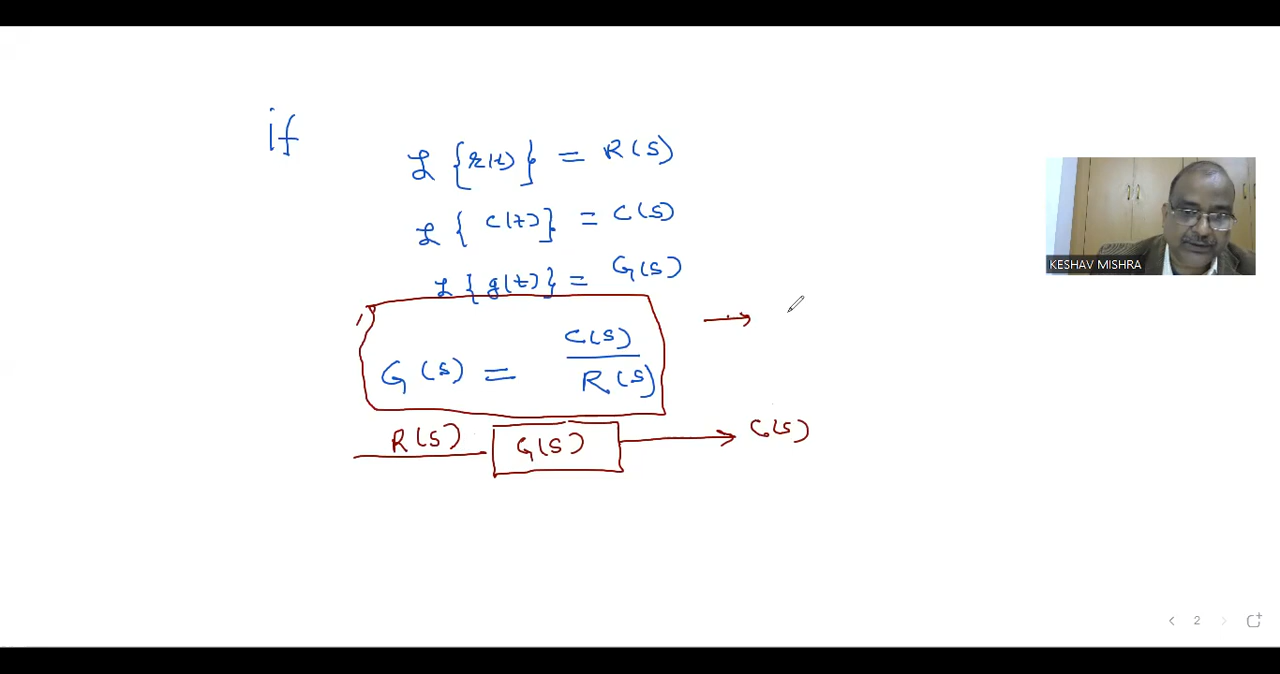 if
ℒ {r(t)} = R(s)
ℒ { c(t)} = C(s)
ℒ { g(t)} = G(s)
G(s) = C(s) / R(s)
R(s) G(s) C(s)
KESHAV MISHRA
2